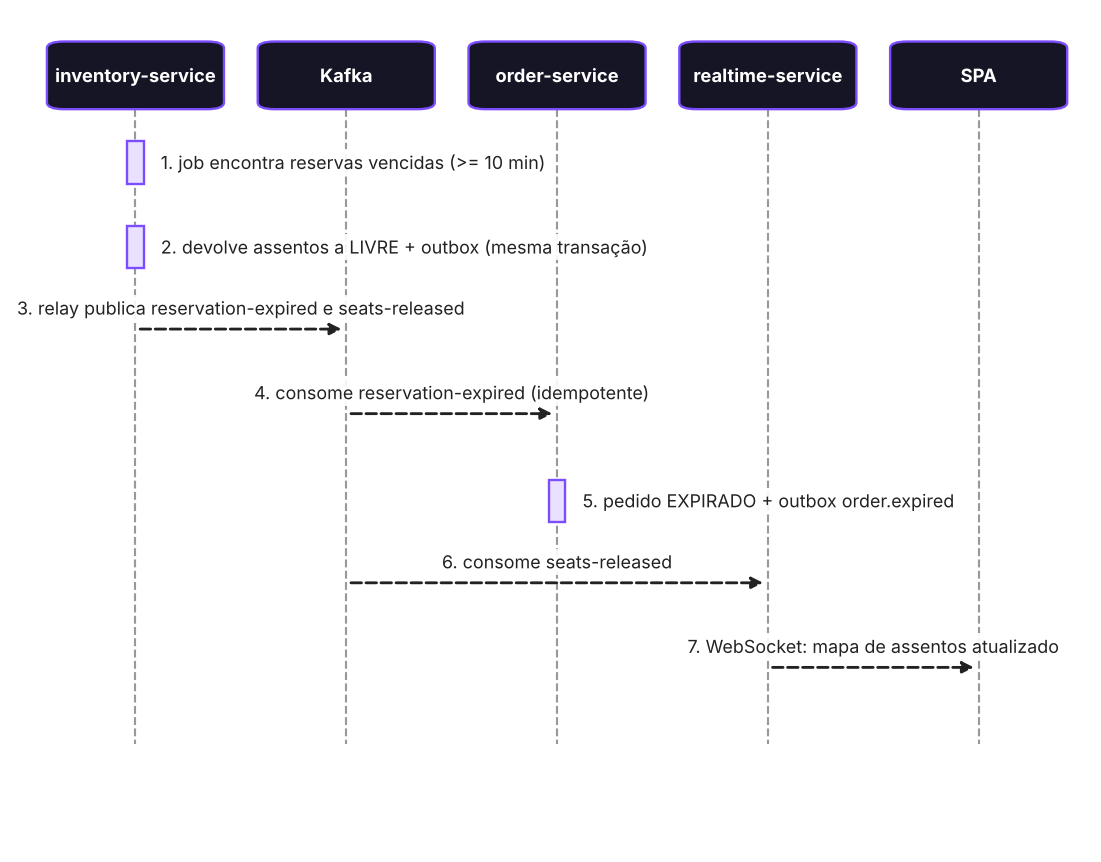 inventory-service
Kafka
order-service
realtime-service
SPA
1. job encontra reservas vencidas (>= 10 min)
2. devolve assentos a LIVRE + outbox (mesma transação)
3. relay publica reservation-expired e seats-released
4. consome reservation-expired (idempotente)
5. pedido EXPIRADO + outbox order.expired
6. consome seats-released
7. WebSocket: mapa de assentos atualizado